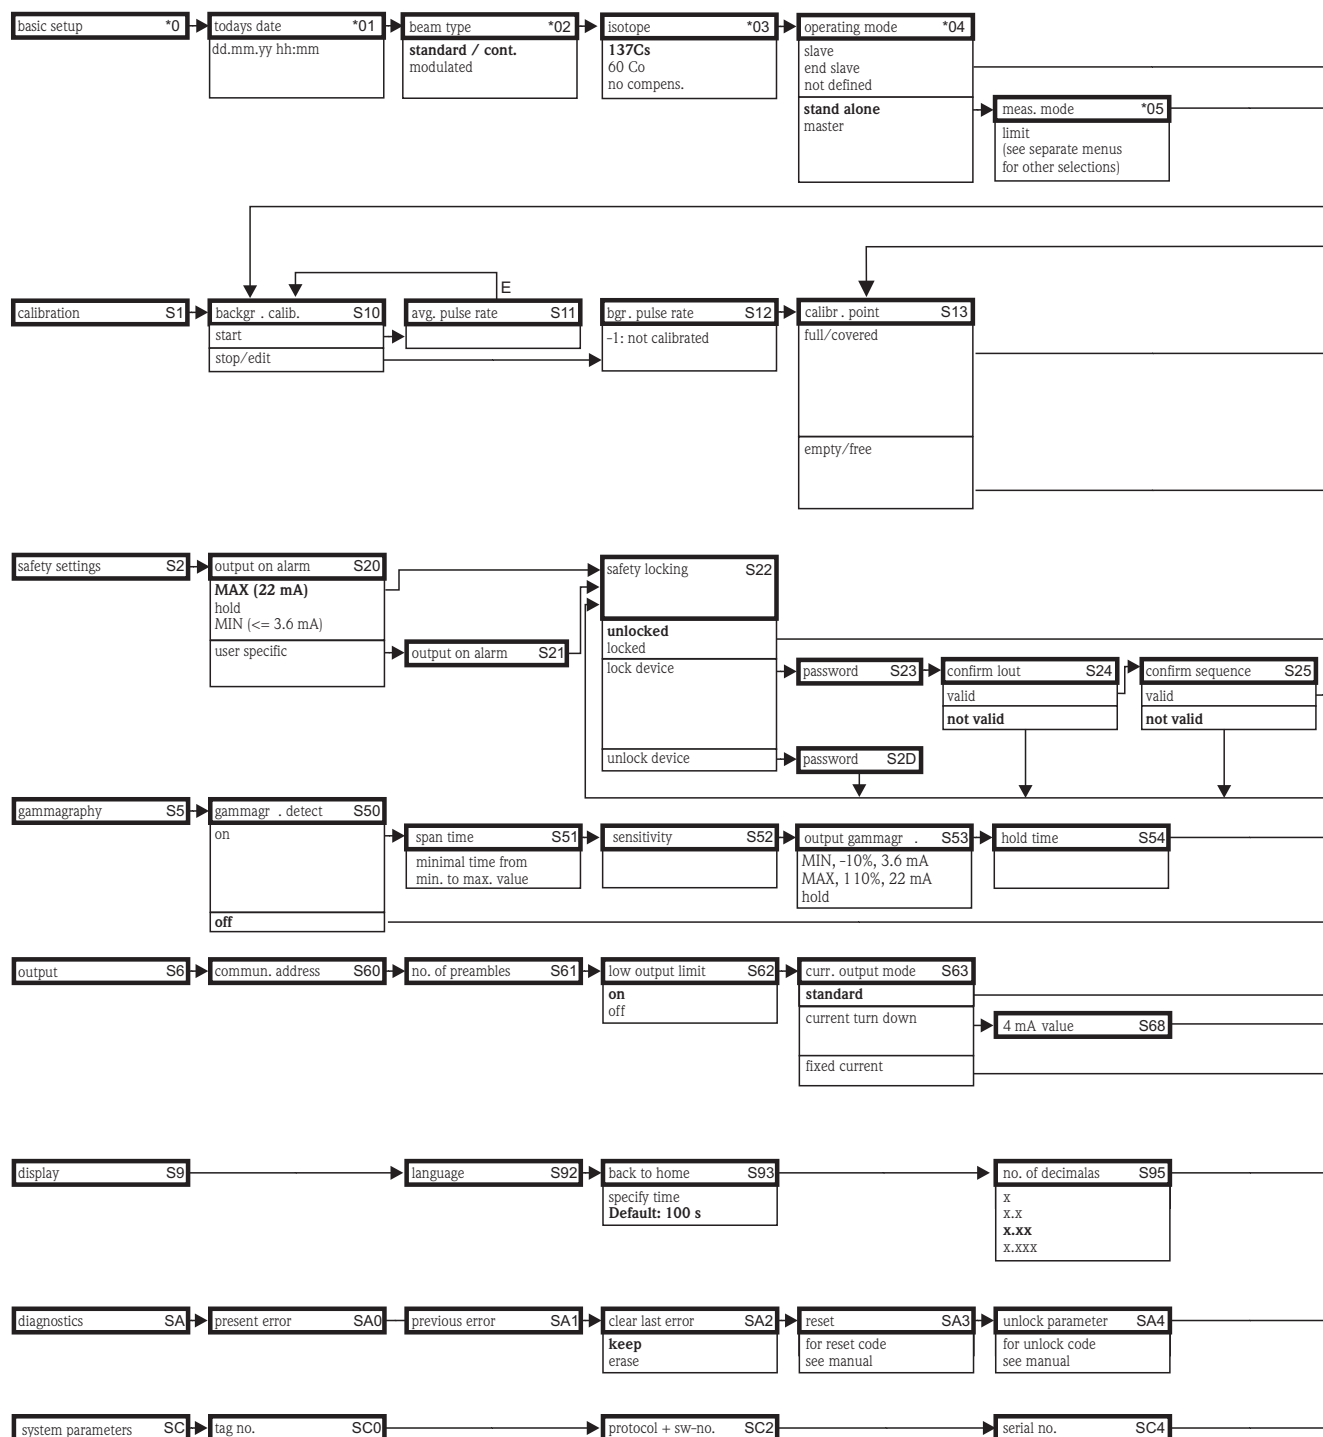 basic setup *0
todays date *01
dd.mm.yy hh:mm
beam type *02
standard / cont.
modulated
isotope *03
137Cs
60 Co
no compens.
operating mode *04
slave
end slave
not defined
stand alone
master
meas. mode *05
limit
(see separate menus
for other selections)
calibration S1
backgr . calib. S10
start
stop/edit
E
avg. pulse rate S11
bgr. pulse rate S12
-1: not calibrated
calibr . point S13
full/covered
empty/free
safety settings S2
output on alarm S20
MAX (22 mA)
hold
MIN (<= 3.6 mA)
user specific
output on alarm S21
safety locking S22
unlocked
locked
lock device
unlock device
password S23
confirm lout S24
valid
not valid
confirm sequence S25
valid
not valid
password S2D
gammagraphy S5
gammagr . detect S50
on
off
span time S51
minimal time from
min. to max. value
sensitivity S52
output gammagr . S53
MIN, -10%, 3.6 mA
MAX, 110%, 22 mA
hold
hold time S54
output S6
commun. address S60
no. of preambles S61
low output limit S62
on
off
curr. output mode S63
standard
current turn down
fixed current
4 mA value S68
display S9
language S92
back to home S93
specify time
Default: 100 s
no. of decimalas S95
x
x.x
x.xx
x.xxx
diagnostics SA
present error SA0
previous error SA1
clear last error SA2
keep
erase
reset SA3
for reset code
see manual
unlock parameter SA4
for unlock code
see manual
system parameters SC
tag no. SC0
protocol + sw-no. SC2
serial no. SC4